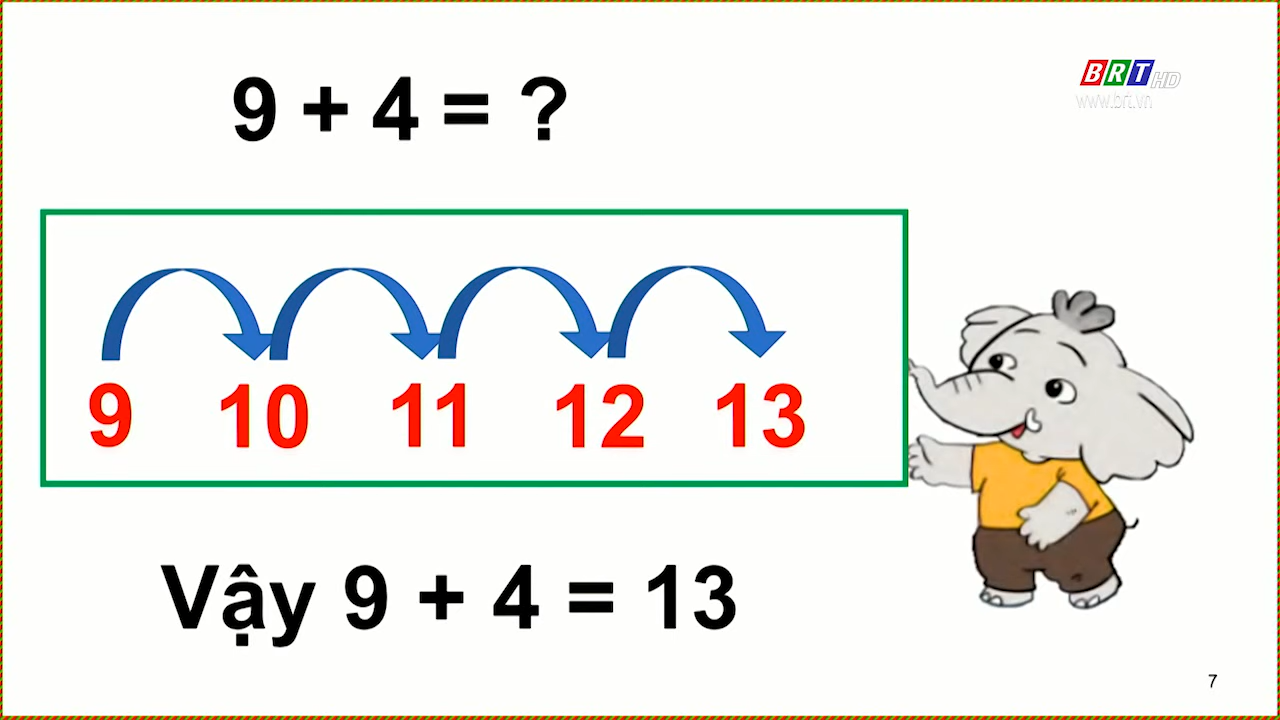 9 + 4 = ?
BRT HD
www.brt.vn
9 10 11 12 13
Vậy 9 + 4 = 13
7